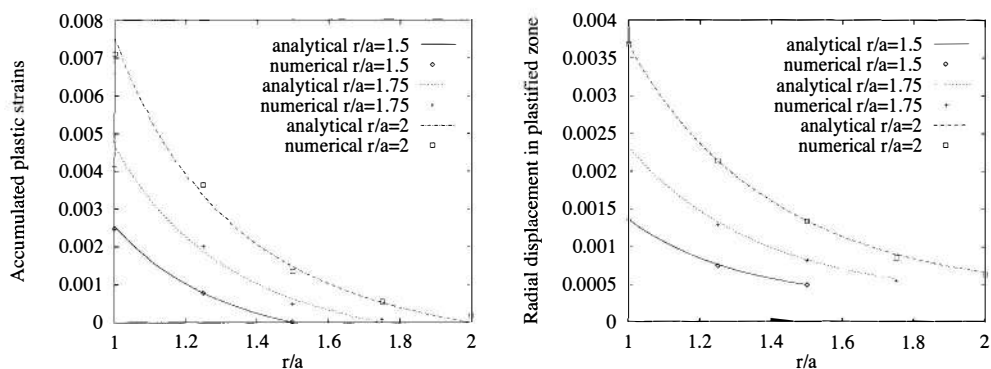 Accumulated plastic strains
0.008
0.007
0.006
0.005
0.004
0.003
0.002
0.001
0
analytical r/a=1.5
numerical r/a=1.5
analytical r/a=1.75
numerical r/a=1.75
analytical r/a=2
numerical r/a=2
1 1.2 1.4 1.6 1.8 2
r/a
Radial displacement in plastified zone
0.004
0.0035
0.003
0.0025
0.002
0.0015
0.001
0.0005
0
analytical r/a=1.5
numerical r/a=1.5
analytical r/a=1.75
numerical r/a=1.75
analytical r/a=2
numerical r/a=2
1 1.2 1.4 1.6 1.8 2
r/a